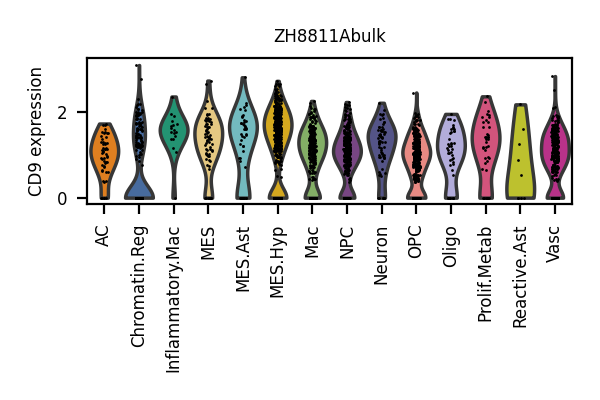 ZH8811Abulk
CD9 expression
2
0
AC
Chromatin.Reg
Inflammatory.Mac
MES
MES.Ast
MES.Hyp
Mac
NPC
Neuron
OPC
Oligo
Prolif.Metab
Reactive.Ast
Vasc